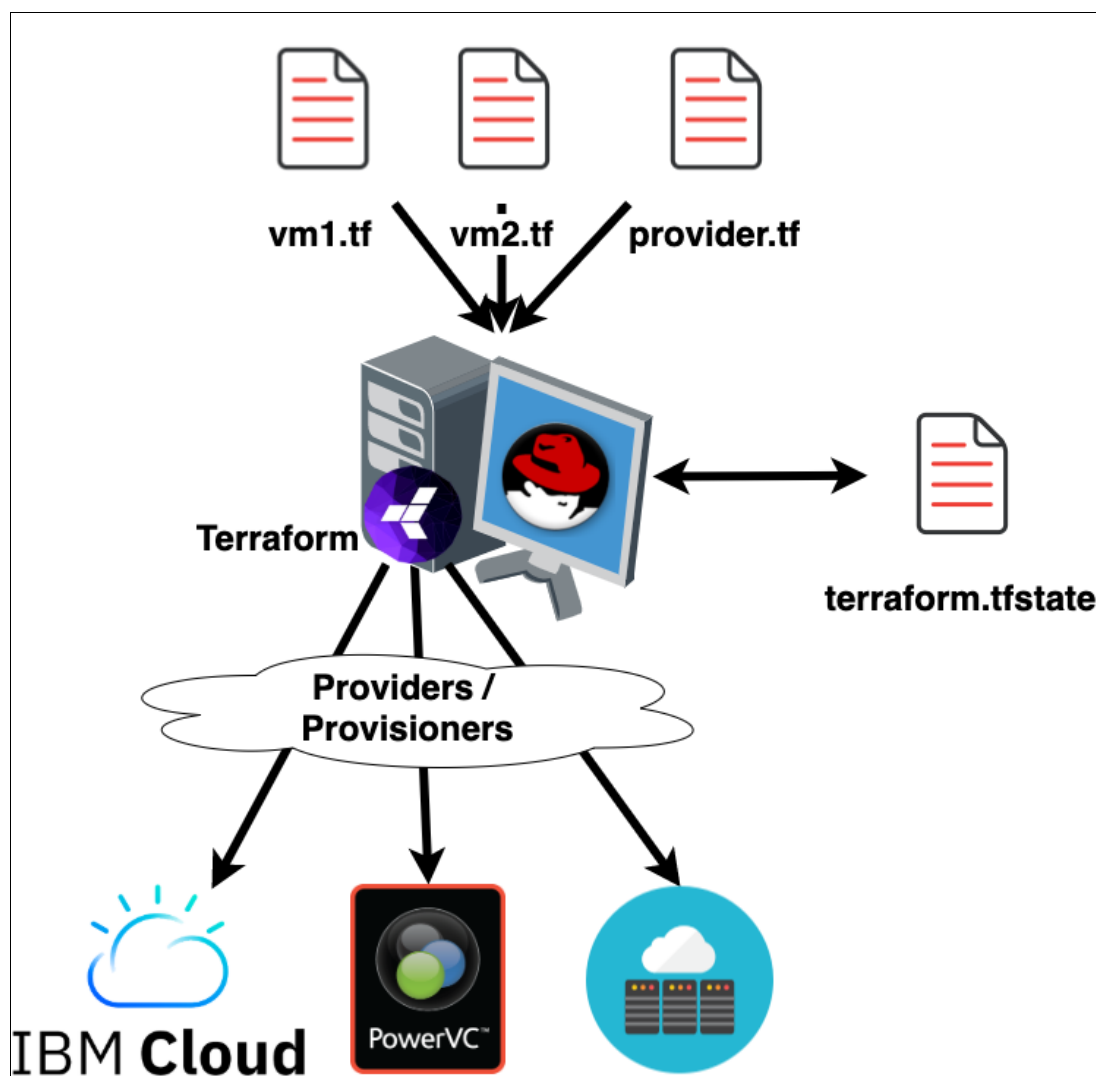 vm1.tf
vm2.tf
provider.tf
Terraform
terraform.tfstate
Providers /
Provisioners
IBM Cloud
PowerVC™